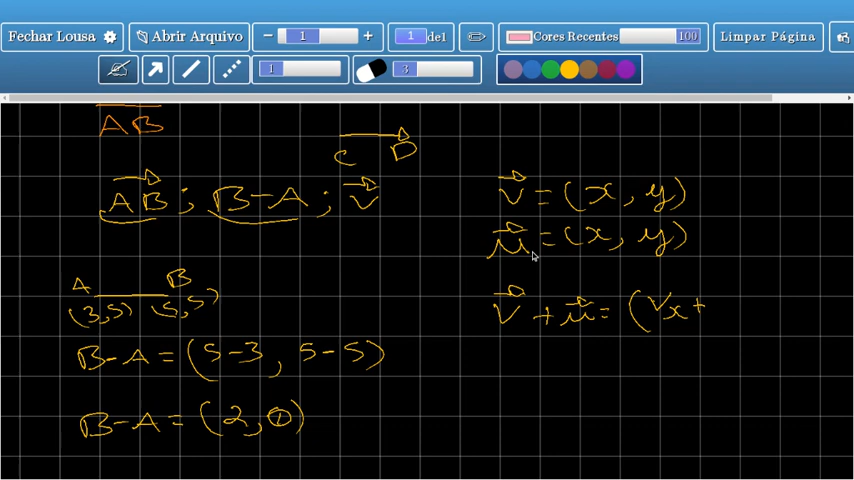 Fechar Lousa Abrir Arquivo − 1 + 1 de1 Cores Recentes 100 Limpar Página
1 3
AB
C D
AB ; B−A ; v
v = (x, y)
u = (x, y)
A B
(3,5) (5,5)
v + u = (vx +
B−A = (5−3, 5−5)
B−A = (2, 0)